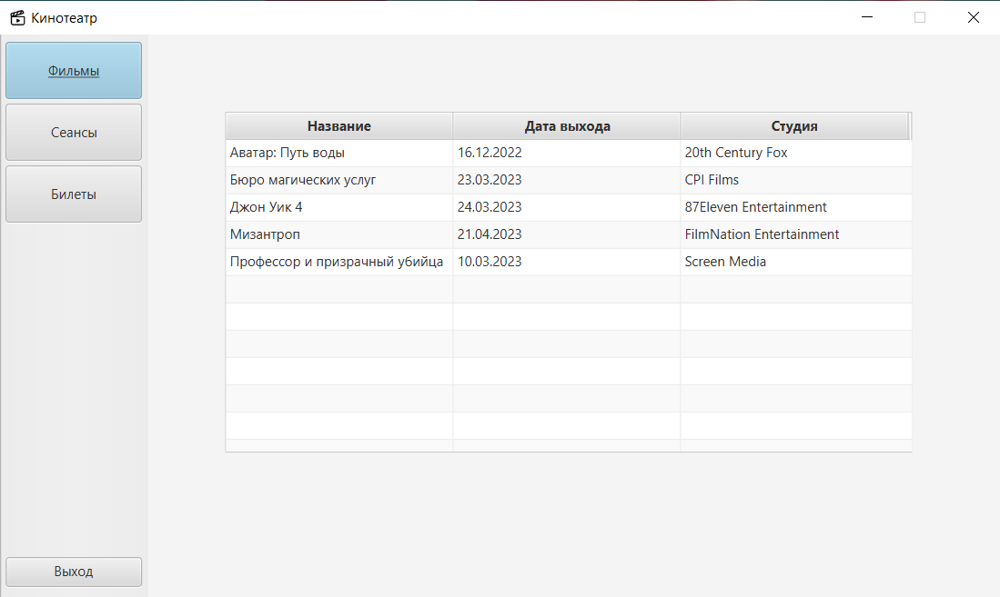 Кинотеатр
Фильмы
Сеансы
Билеты
Название Дата выхода Студия
Аватар: Путь воды 16.12.2022 20th Century Fox
Бюро магических услуг 23.03.2023 CPI Films
Джон Уик 4 24.03.2023 87Eleven Entertainment
Мизантроп 21.04.2023 FilmNation Entertainment
Профессор и призрачный убийца 10.03.2023 Screen Media
Выход